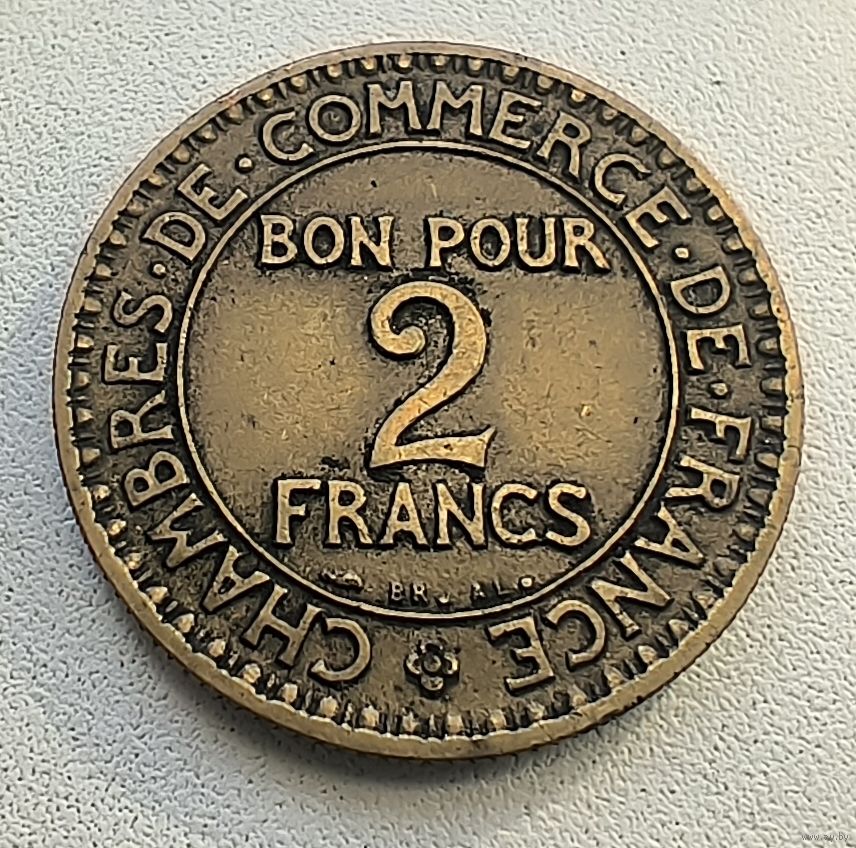 CHAMBRES·DE·COMMERCE·DE·FRANCE
BON POUR
2
FRANCS